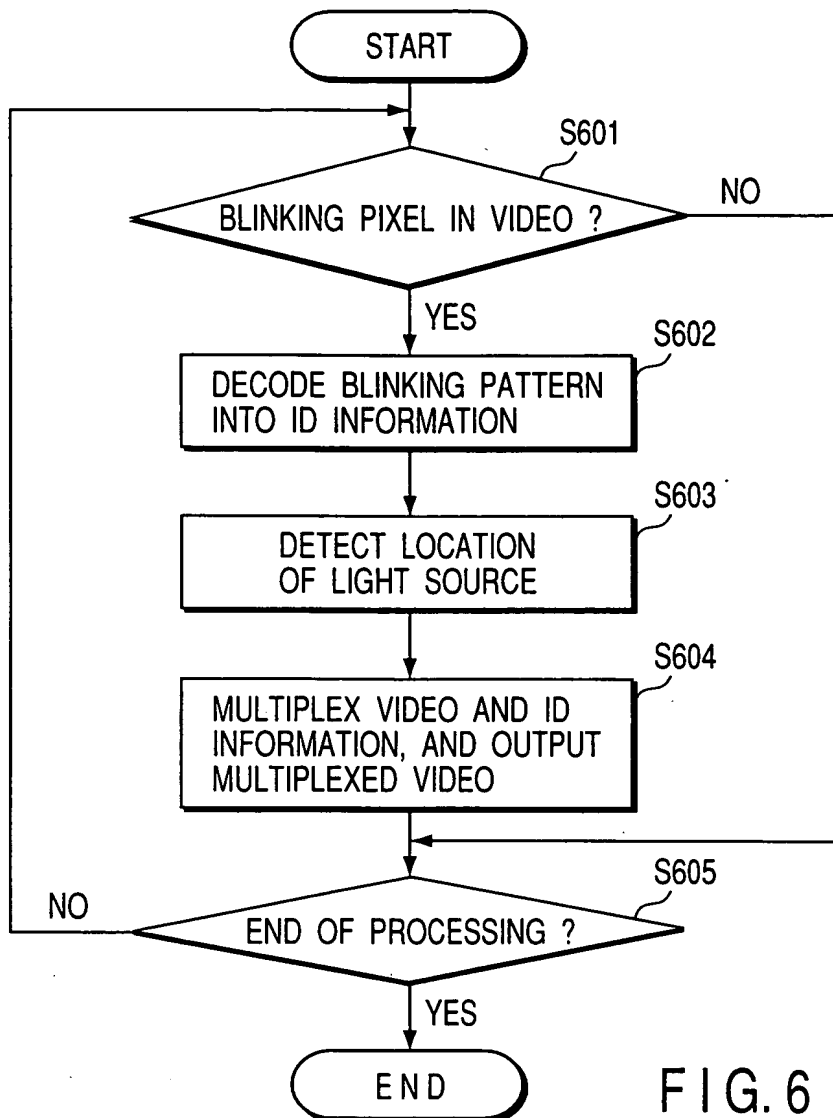 START
S601
BLINKING PIXEL IN VIDEO ?
NO
YES
S602
DECODE BLINKING PATTERN
INTO ID INFORMATION
S603
DETECT LOCATION
OF LIGHT SOURCE
S604
MULTIPLEX VIDEO AND ID
INFORMATION, AND OUTPUT
MULTIPLEXED VIDEO
S605
NO
END OF PROCESSING ?
YES
END
FIG. 6